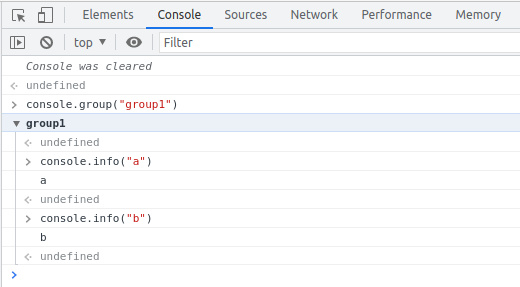 Elements Console Sources Network Performance Memory
top Filter
Console was cleared
undefined
console.group("group1")
group1
undefined
console.info("a")
a
undefined
console.info("b")
b
undefined